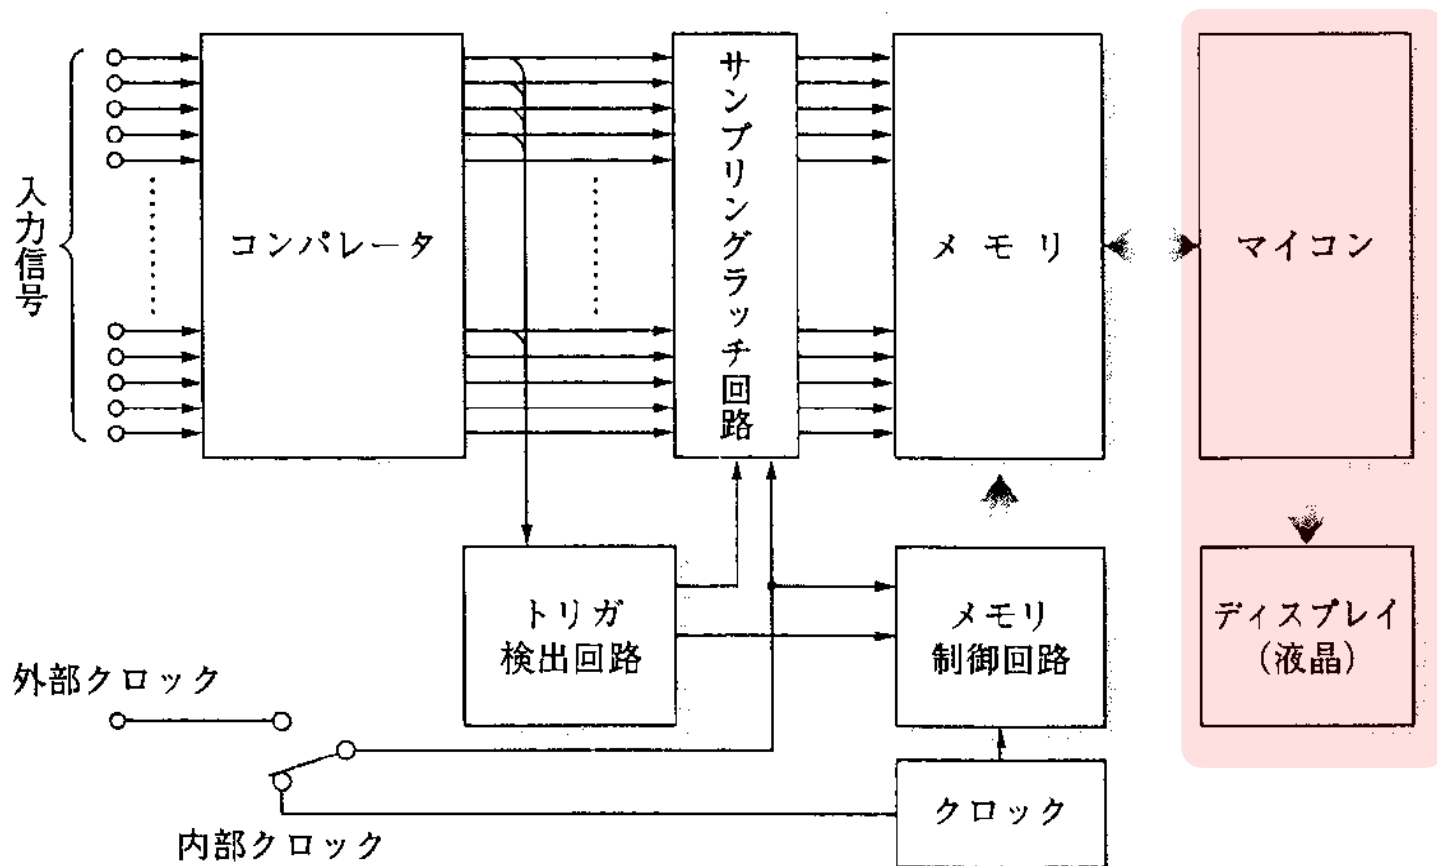 入力信号
コンパレータ
サンプリングラッチ回路
メモリ
マイコン
トリガ
検出回路
メモリ
制御回路
ディスプレイ
(液晶)
外部クロック
クロック
内部クロック